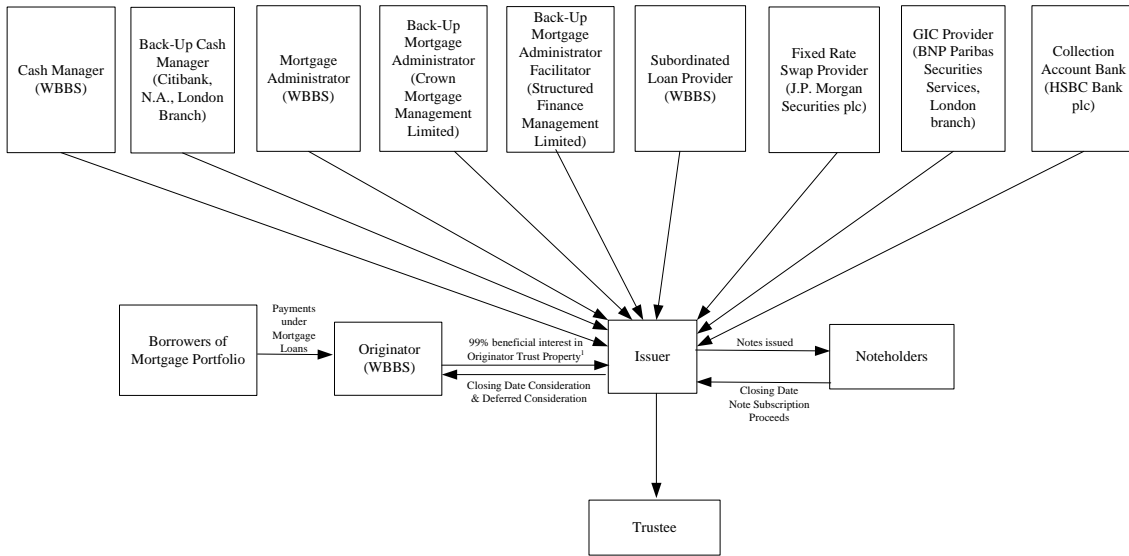 Cash Manager
(WBBS)
Back-Up Cash
Manager
(Citibank,
N.A., London
Branch)
Mortgage
Administrator
(WBBS)
Back-Up
Mortgage
Administrator
(Crown
Mortgage
Management
Limited)
Back-Up
Mortgage
Administrator
Facilitator
(Structured
Finance
Management
Limited)
Subordinated
Loan Provider
(WBBS)
Fixed Rate
Swap Provider
(J.P. Morgan
Securities plc)
GIC Provider
(BNP Paribas
Securities
Services,
London
branch)
Collection
Account Bank
(HSBC Bank
plc)
Borrowers of
Mortgage Portfolio
Payments
under
Mortgage
Loans
Originator
(WBBS)
99% beneficial interest in
Originator Trust Property¹
Closing Date Consideration
& Deferred Consideration
Issuer
Notes issued
Closing Date
Note Subscription
Proceeds
Noteholders
Trustee